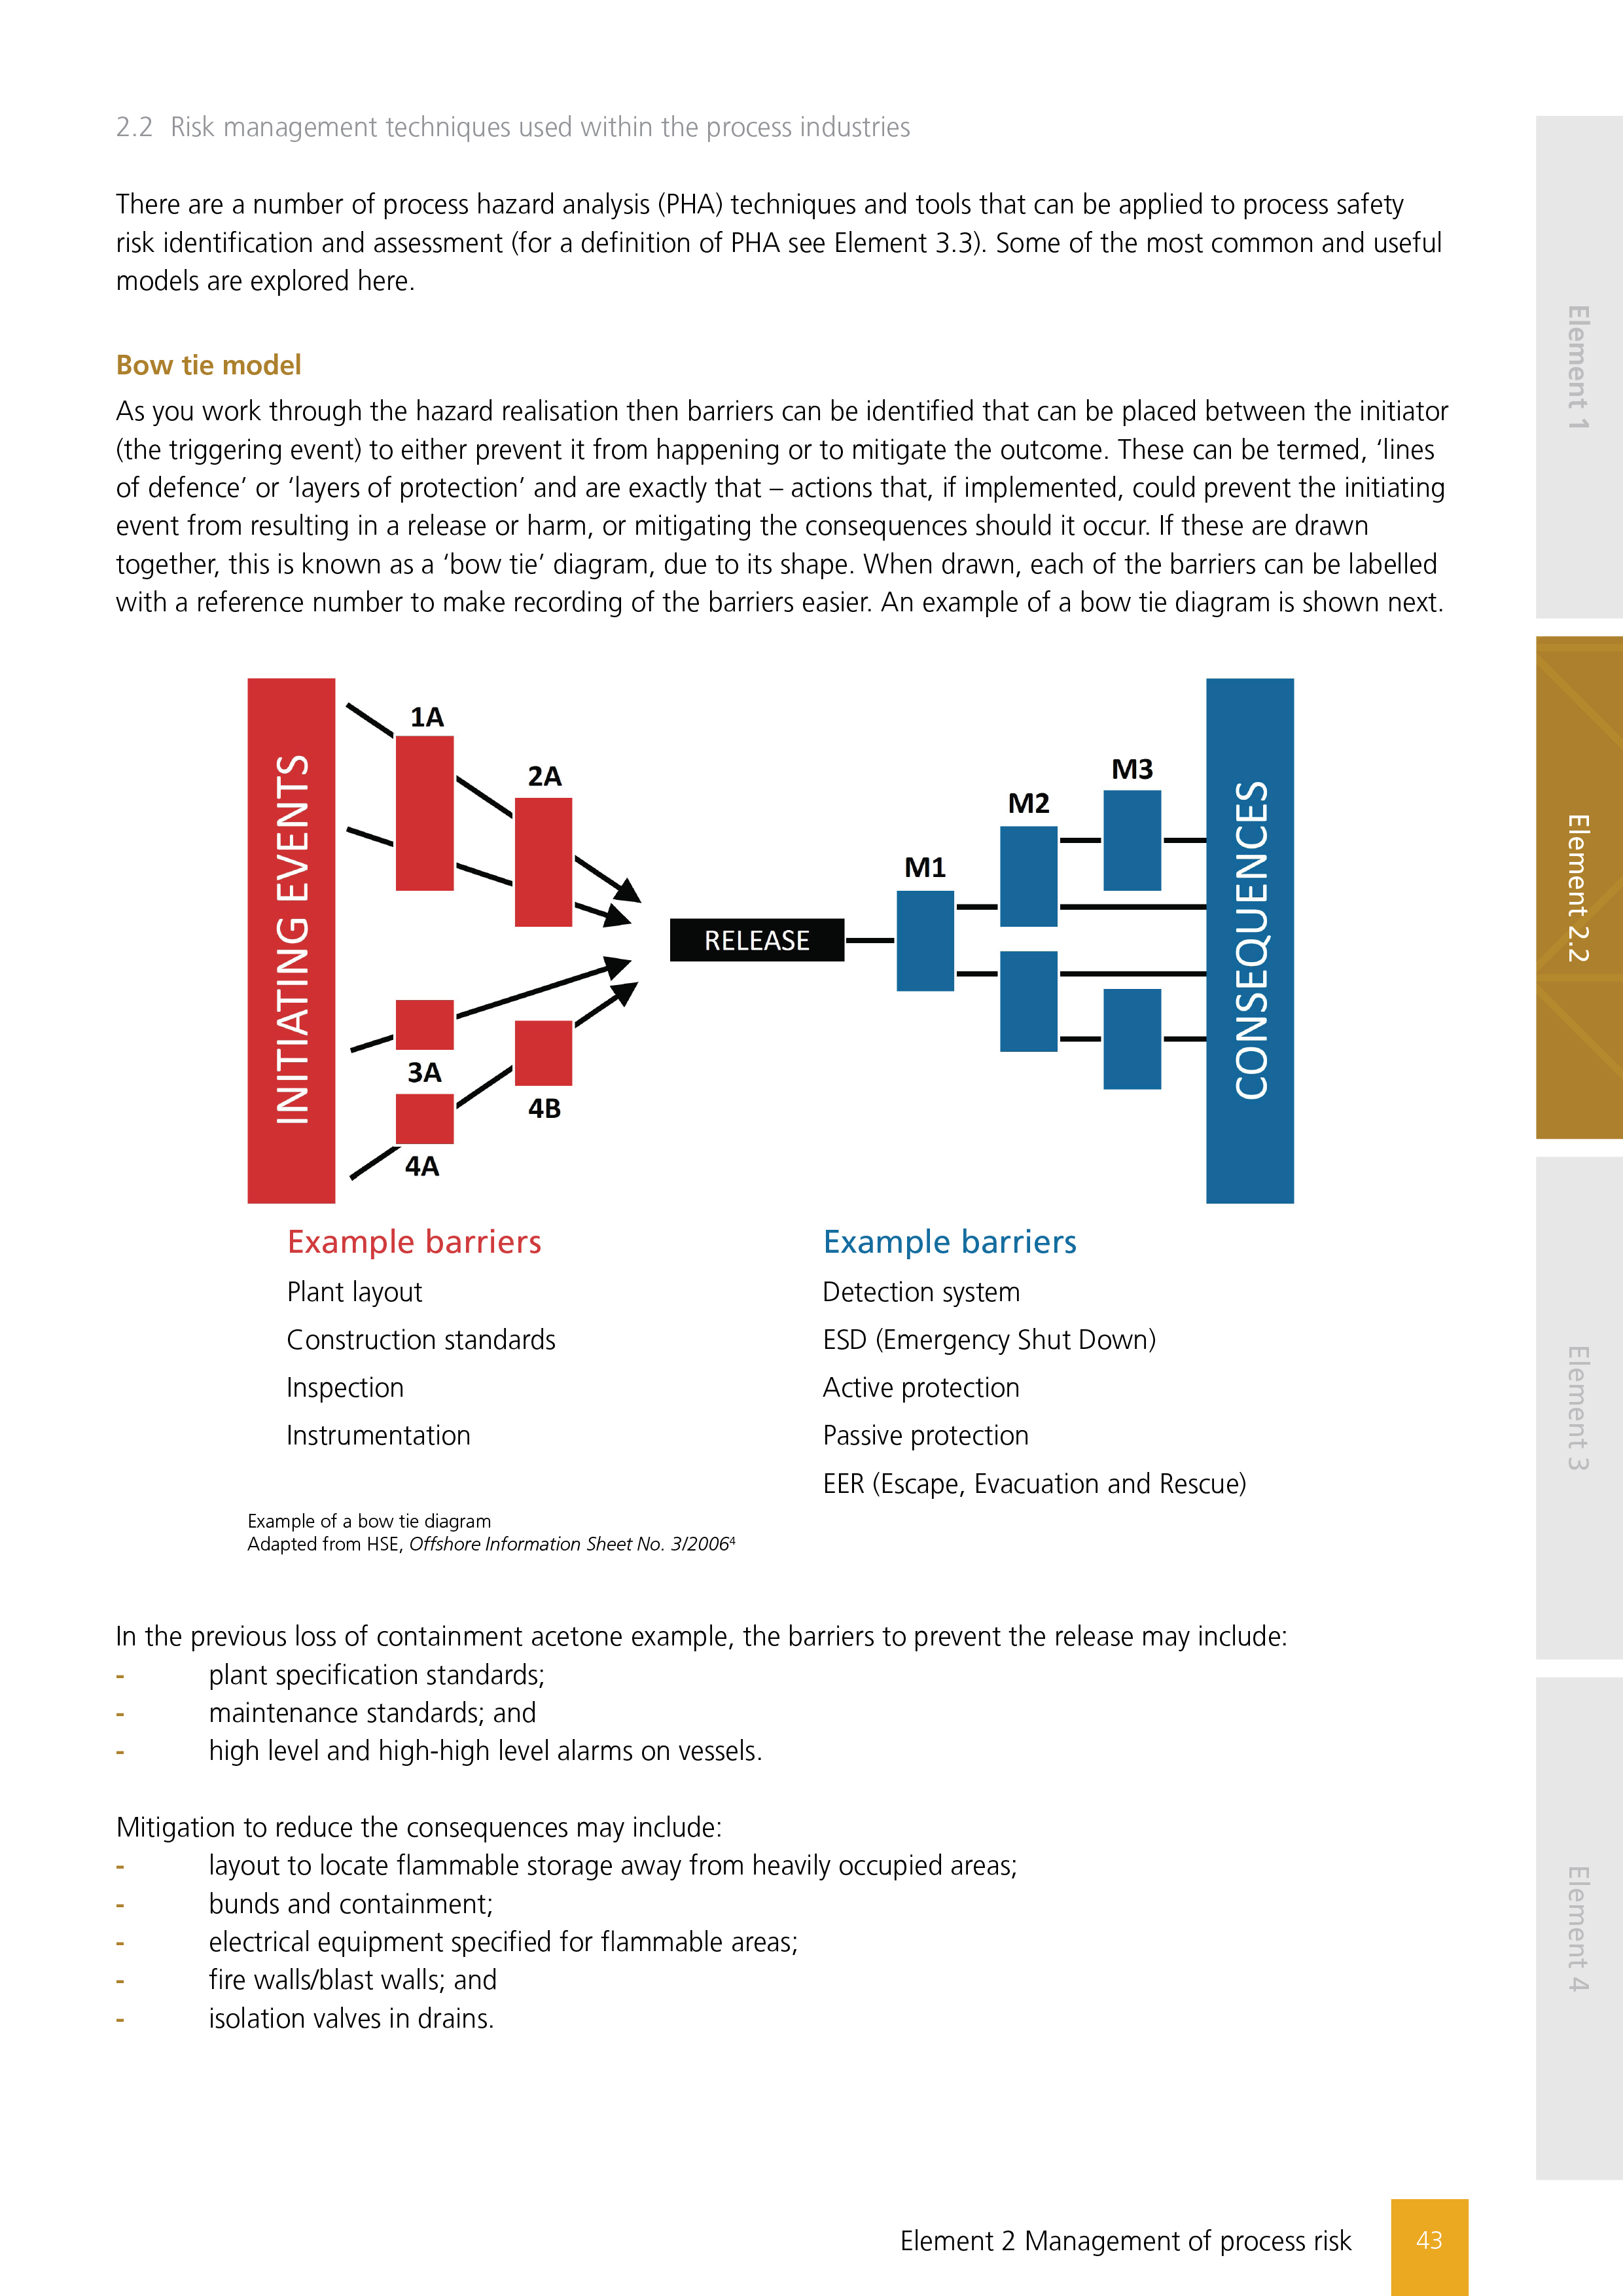 2.2 Risk management techniques used within the process industries
There are a number of process hazard analysis (PHA) techniques and tools that can be applied to process safety
risk identification and assessment (for a definition of PHA see Element 3.3). Some of the most common and useful
models are explored here.
Bow tie model
As you work through the hazard realisation then barriers can be identified that can be placed between the initiator
(the triggering event) to either prevent it from happening or to mitigate the outcome. These can be termed, ‘lines
of defence’ or ‘layers of protection’ and are exactly that – actions that, if implemented, could prevent the initiating
event from resulting in a release or harm, or mitigating the consequences should it occur. If these are drawn
together, this is known as a ‘bow tie’ diagram, due to its shape. When drawn, each of the barriers can be labelled
with a reference number to make recording of the barriers easier. An example of a bow tie diagram is shown next.
INITIATING EVENTS
1A
2A
3A
4A
4B
RELEASE
M1
M2
M3
CONSEQUENCES
Example barriers
Plant layout
Construction standards
Inspection
Instrumentation
Example barriers
Detection system
ESD (Emergency Shut Down)
Active protection
Passive protection
EER (Escape, Evacuation and Rescue)
Example of a bow tie diagram
Adapted from HSE, Offshore Information Sheet No. 3/2006⁴
In the previous loss of containment acetone example, the barriers to prevent the release may include:
- plant specification standards;
- maintenance standards; and
- high level and high-high level alarms on vessels.
Mitigation to reduce the consequences may include:
- layout to locate flammable storage away from heavily occupied areas;
- bunds and containment;
- electrical equipment specified for flammable areas;
- fire walls/blast walls; and
- isolation valves in drains.
Element 1
Element 2.2
Element 3
Element 4
Element 2 Management of process risk
43